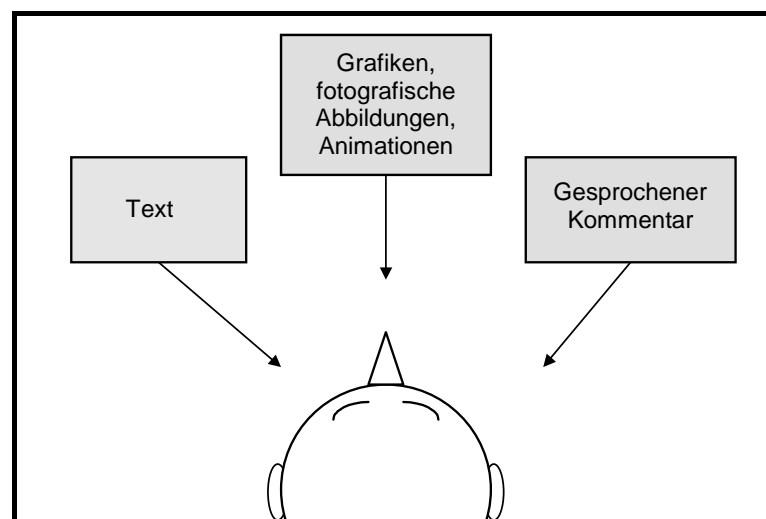 Grafiken,
fotografische
Abbildungen,
Animationen
Text
Gesprochener
Kommentar